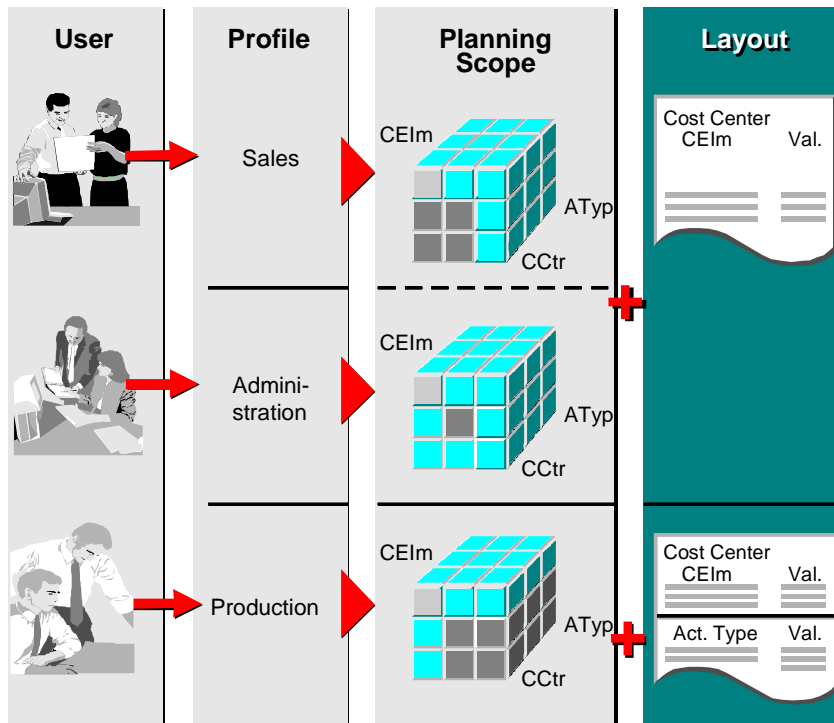 User
Profile
Planning
Scope
Layout
CElm
Sales
ATyp
CCtr
Cost Center
CElm Val.
CElm
Admini-
stration
ATyp
CCtr
CElm
Production
ATyp
CCtr
Cost Center
CElm Val.
Act. Type Val.